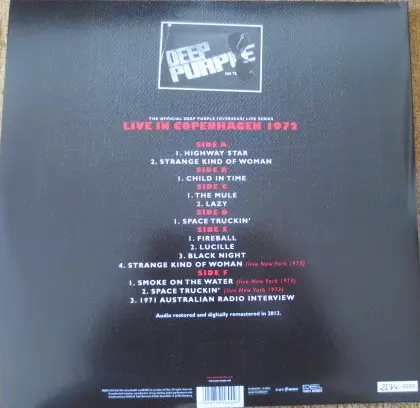 DEEP
PURPLE
THE OFFICIAL DEEP PURPLE (OVERSEAS) LIVE SERIES
LIVE IN COPENHAGEN 1972
SIDE A
1. HIGHWAY STAR
2. STRANGE KIND OF WOMAN
SIDE B
1. CHILD IN TIME
SIDE C
1. THE MULE
2. LAZY
SIDE D
1. SPACE TRUCKIN'
SIDE E
1. FIREBALL
2. LUCILLE
3. BLACK NIGHT
4. STRANGE KIND OF WOMAN (live New York 1973)
SIDE F
1. SMOKE ON THE WATER (live New York 1973)
2. SPACE TRUCKIN' (live New York 1973)
3. 1971 AUSTRALIAN RADIO INTERVIEW
Audio restored and digitally remastered in 2012.
EDEL